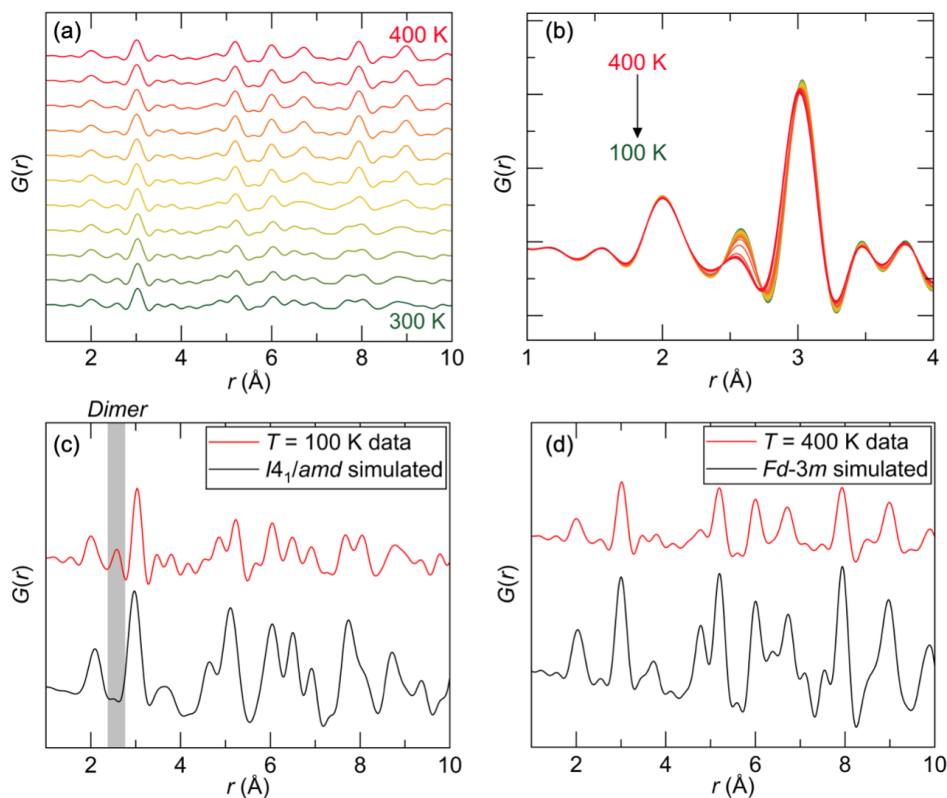 (a)
400 K
300 K
G(r)
2 4 6 8 10
r (Å)
(b)
400 K
100 K
G(r)
1 2 3 4
r (Å)
Dimer
(c)
T = 100 K data
I4₁/amd simulated
G(r)
2 4 6 8 10
r (Å)
(d)
T = 400 K data
Fd-3m simulated
G(r)
2 4 6 8 10
r (Å)